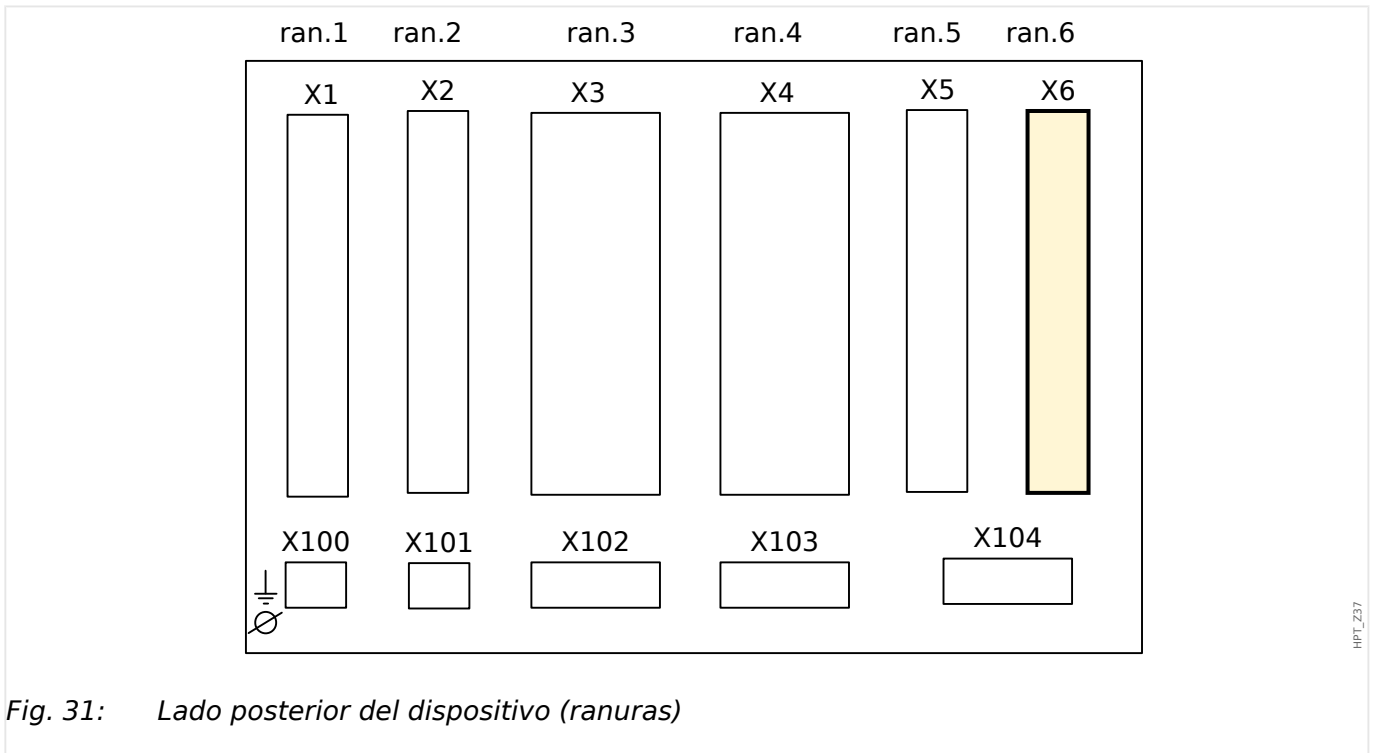 ran.1 ran.2 ran.3 ran.4 ran.5 ran.6
X1 X2 X3 X4 X5 X6
X100 X101 X102 X103 X104
HPT_Z37
Fig. 31: Lado posterior del dispositivo (ranuras)